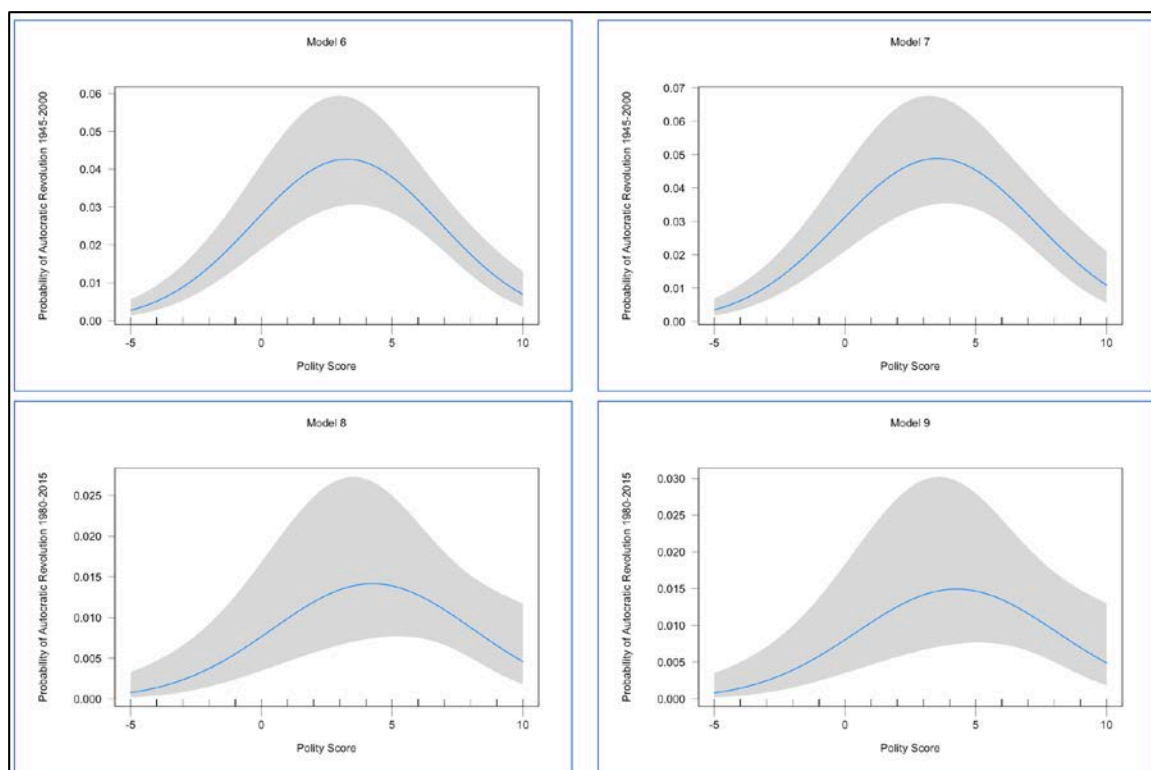 Model 6
Probability of Autocratic Revolution 1945-2000
0.06
0.05
0.04
0.03
0.02
0.01
0.00
-5 0 5 10
Polity Score
Model 7
Probability of Autocratic Revolution 1945-2000
0.07
0.06
0.05
0.04
0.03
0.02
0.01
0.00
-5 0 5 10
Polity Score
Model 8
Probability of Autocratic Revolution 1980-2015
0.025
0.020
0.015
0.010
0.005
0.000
-5 0 5 10
Polity Score
Model 9
Probability of Autocratic Revolution 1980-2015
0.030
0.025
0.020
0.015
0.010
0.005
0.000
-5 0 5 10
Polity Score